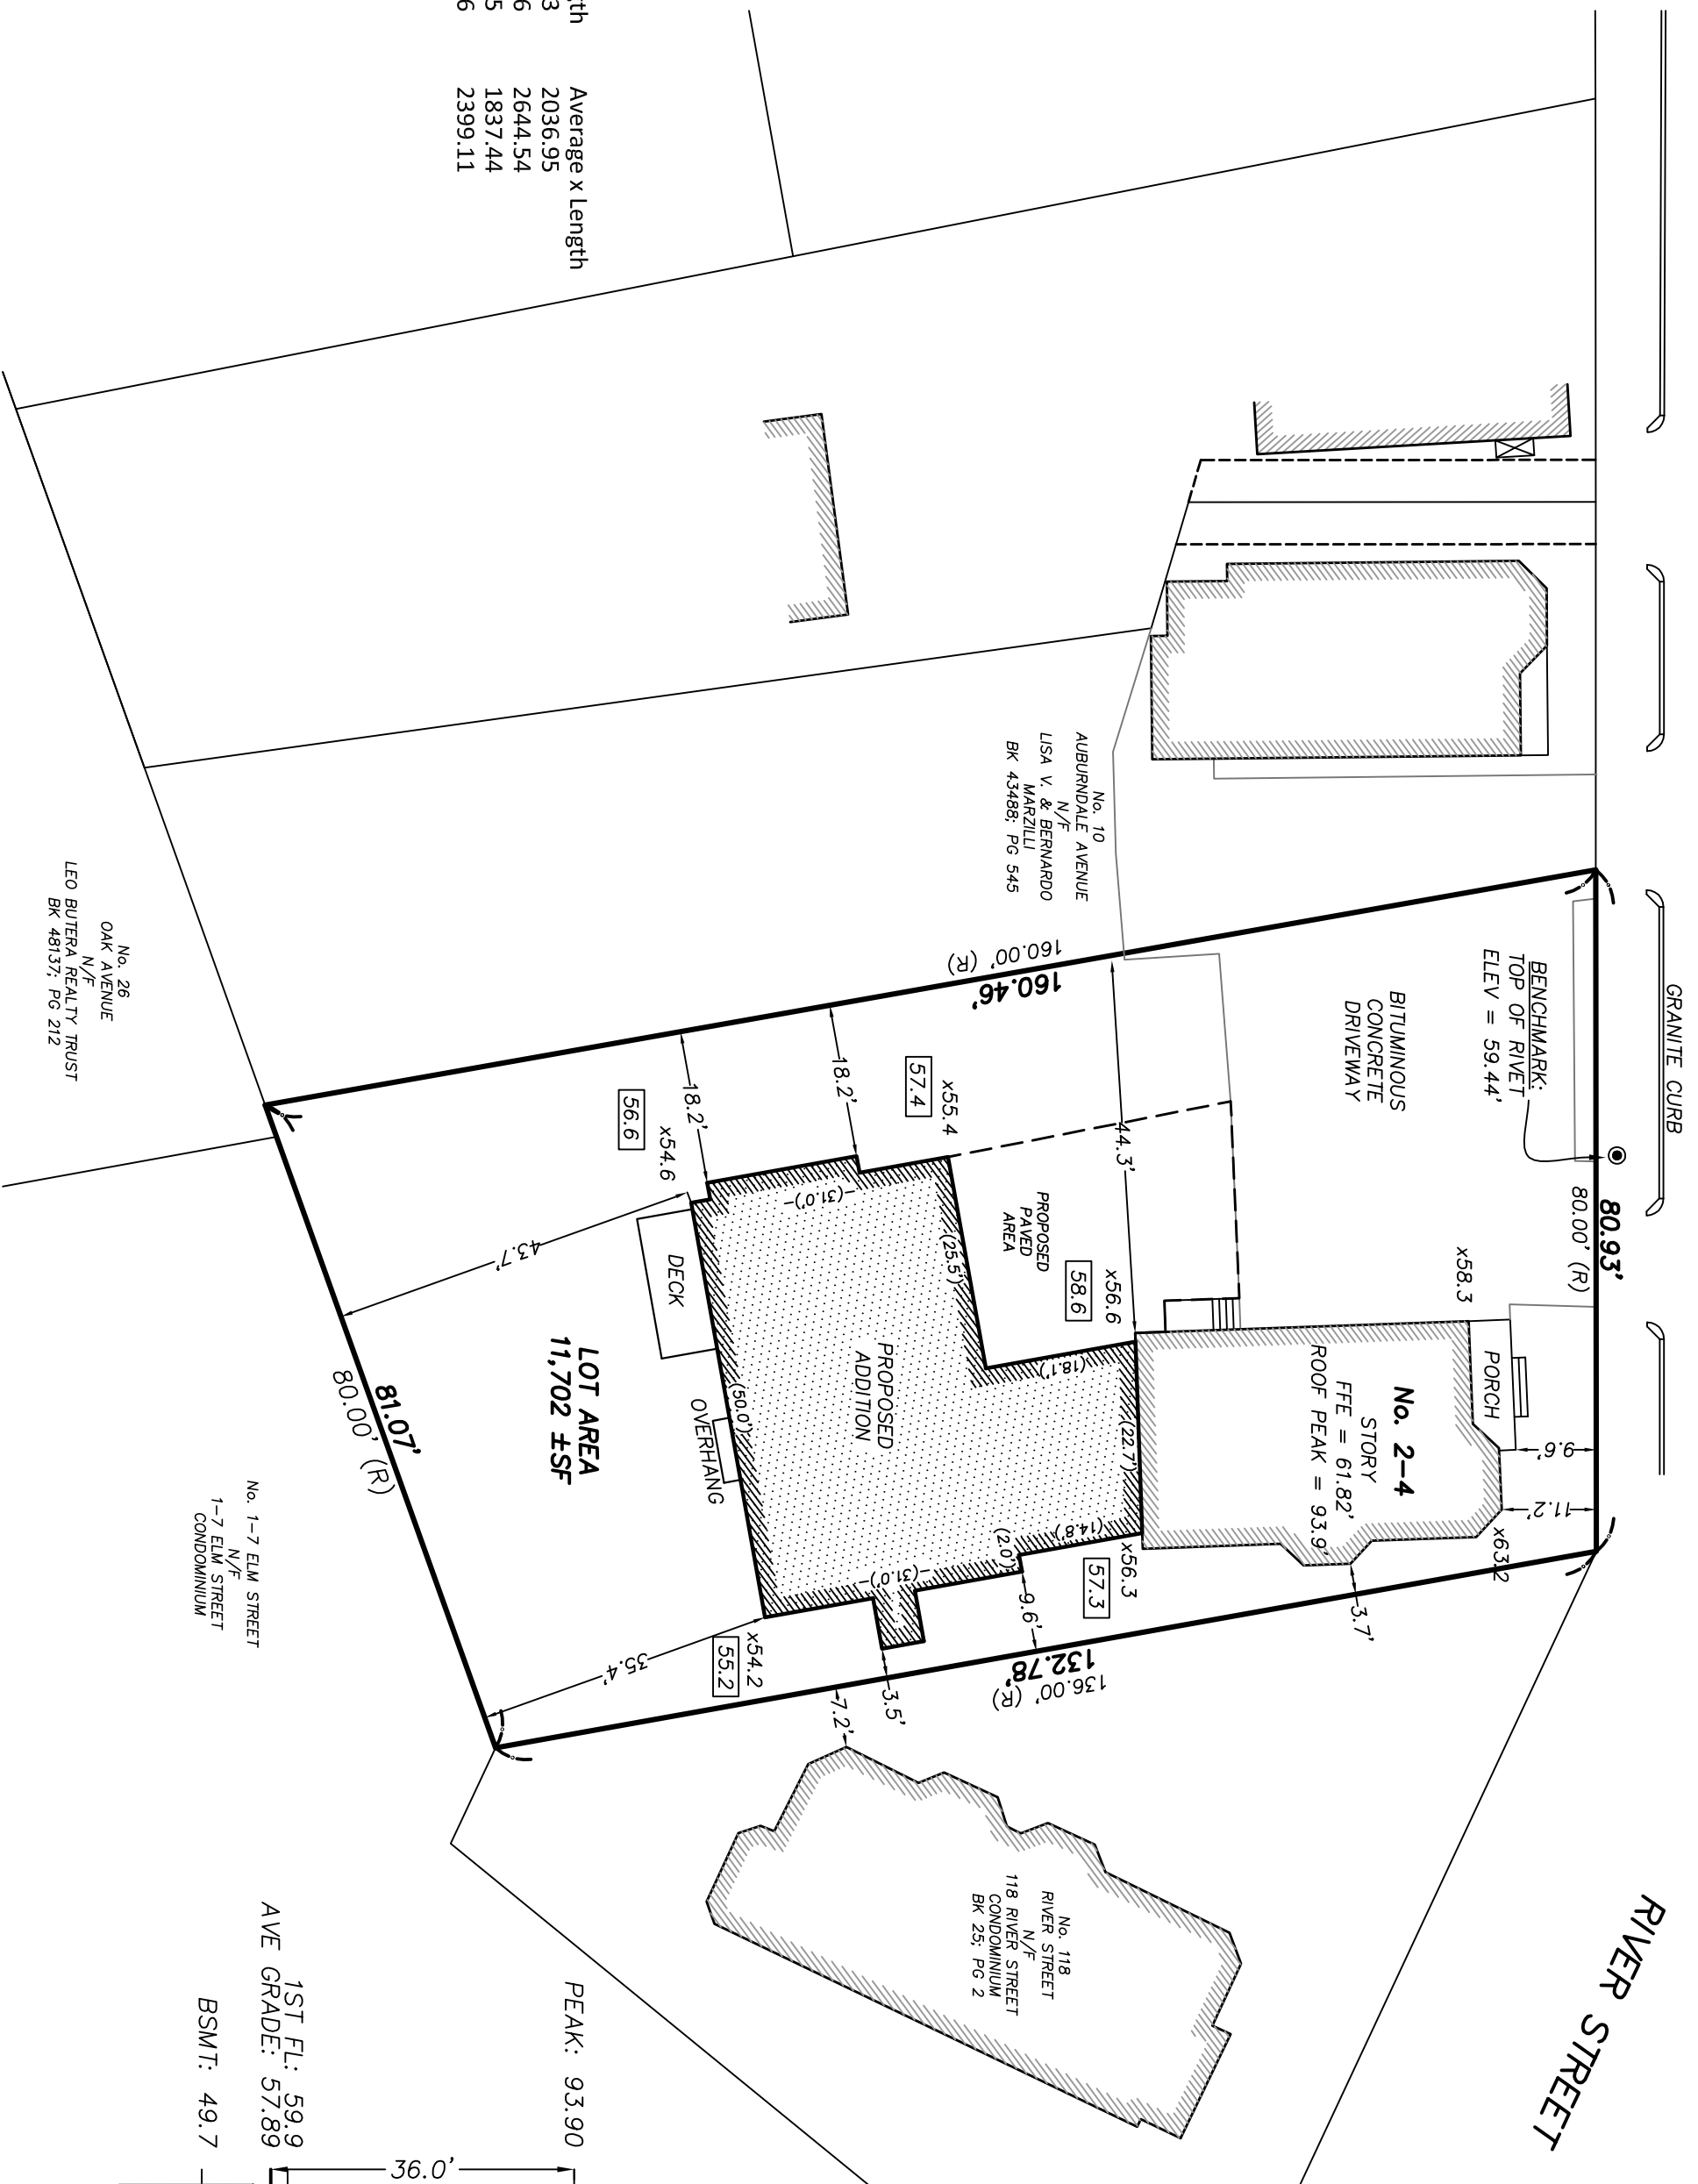 GRANITE CURB
RIVER STREET
80.93'
80.00' (R)
BENCHMARK:
TOP OF RIVET
ELEV = 59.44'
BITUMINOUS
CONCRETE
DRIVEWAY
x58.3
PORCH
9.6'
11.2'
x63.2
No. 2-4
STORY
FFE = 61.82'
ROOF PEAK = 93.9'
3.7'
No. 10
AUBURNDALE AVENUE
N/F
LISA V. & BERNARDO
MARZILLI
BK 43488; PG 545
160.00' (R)
160.46'
44.3'
x56.6
58.6
PROPOSED
PAVED
AREA
(22.7')
(18.1')
(14.8')
(2.0')
x56.3
57.3
9.6'
132.78'
136.00' (R)
x55.4
57.4
18.2'
(25.5')
-(31.0')-
-(31.0')-
PROPOSED
ADDITION
18.2'
x54.6
56.6
(50.0')
DECK
OVERHANG
x54.2
55.2
3.5'
7.2'
43.7'
35.4'
LOT AREA
11,702 ±SF
81.07'
80.00' (R)
No. 118
RIVER STREET
N/F
118 RIVER STREET
CONDOMINIUM
BK 25; PG 2
No. 26
OAK AVENUE
N/F
LEO BUTERA REALTY TRUST
BK 48137; PG 212
No. 1-7 ELM STREET
N/F
1-7 ELM STREET
CONDOMINIUM
gth Average x Length
3 2036.95
6 2644.54
5 1837.44
6 2399.11
PEAK: 93.90
36.0'
1ST FL: 59.9
AVE GRADE: 57.89
BSMT: 49.7